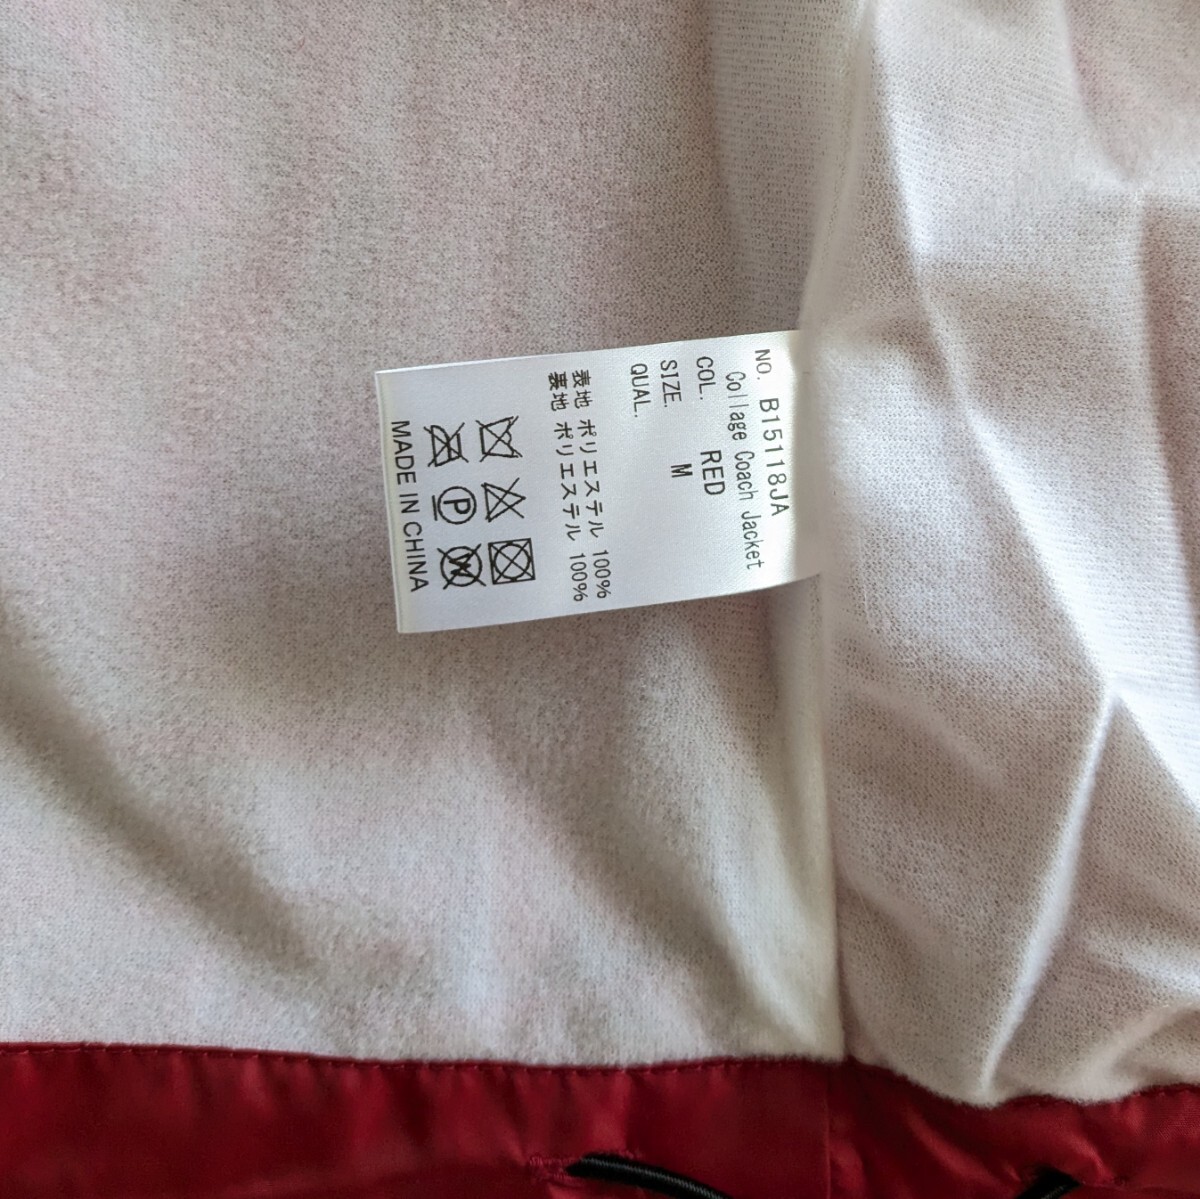 NO. B15118JA
Collage Coach Jacket
COL. RED
SIZE. M
QUAL.
表地 ポリエステル 100%
裏地 ポリエステル 100%
P
W
MADE IN CHINA